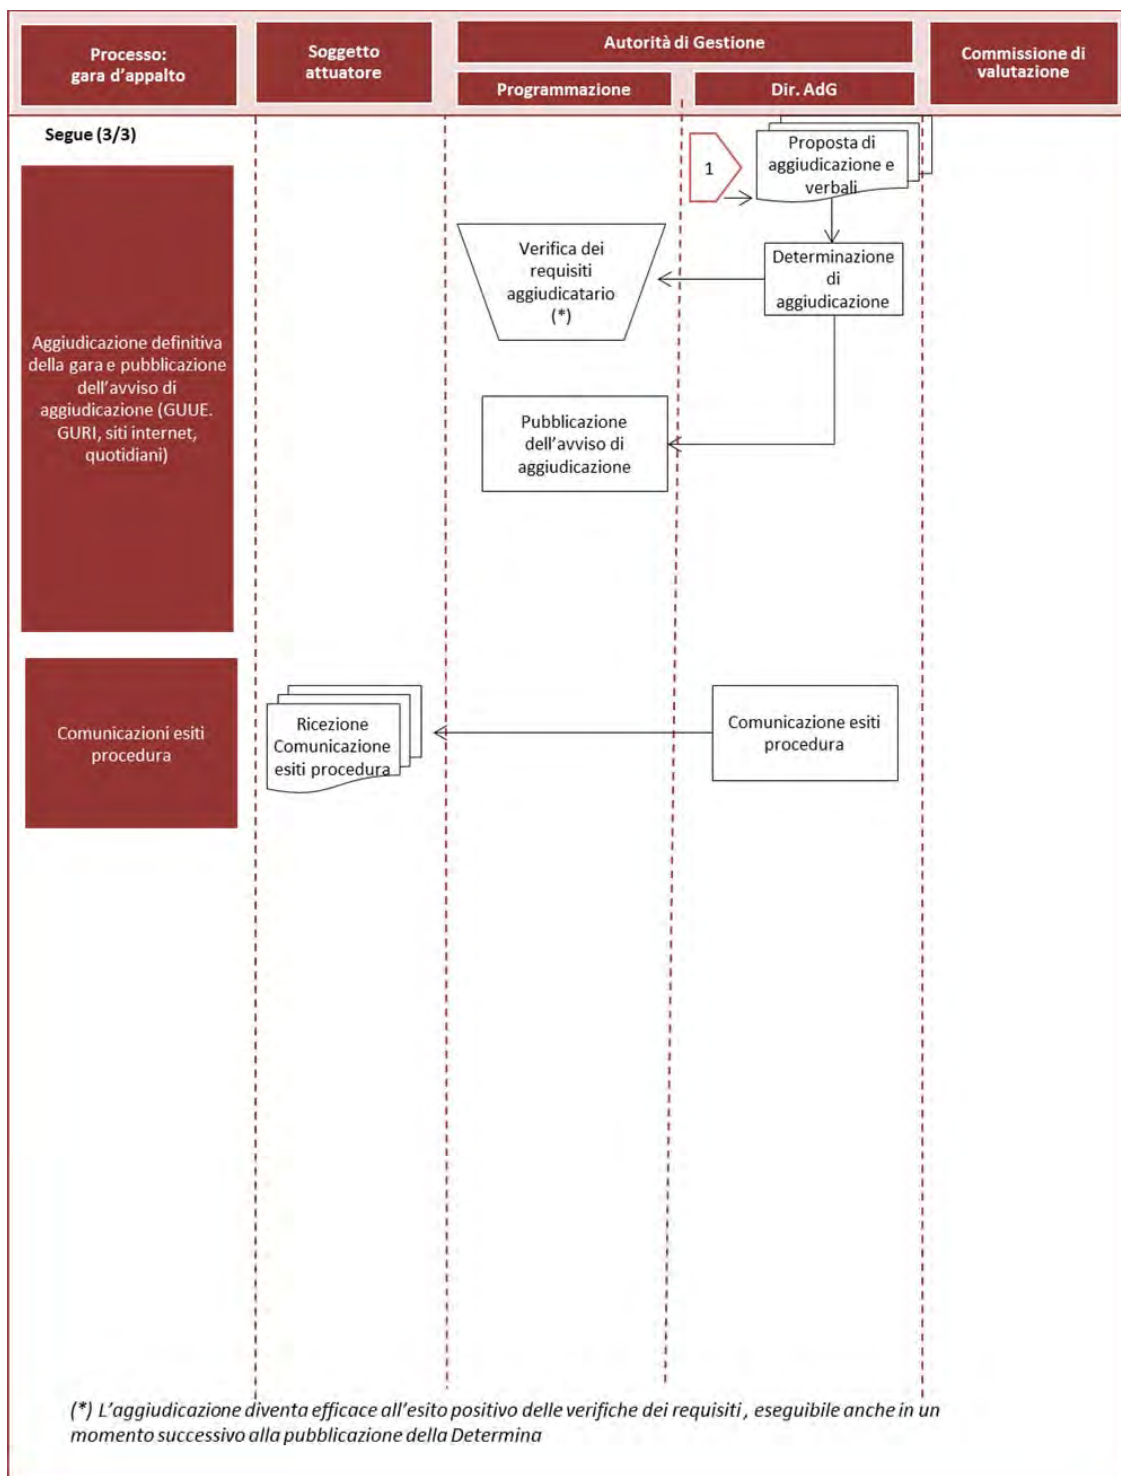 Processo:
gara d'appalto
Soggetto
attuatore
Autorità di Gestione
Programmazione
Dir. AdG
Commissione di
valutazione
Segue (3/3)
1
Proposta di
aggiudicazione e
verbali
Verifica dei
requisiti
aggiudicatario
(*)
Determinazione
di
aggiudicazione
Aggiudicazione definitiva
della gara e pubblicazione
dell'avviso di
aggiudicazione (GUUE.
GURI, siti internet,
quotidiani)
Pubblicazione
dell'avviso di
aggiudicazione
Comunicazioni esiti
procedura
Ricezione
Comunicazione
esiti procedura
Comunicazione esiti
procedura
(*) L'aggiudicazione diventa efficace all'esito positivo delle verifiche dei requisiti , eseguibile anche in un
momento successivo alla pubblicazione della Determina